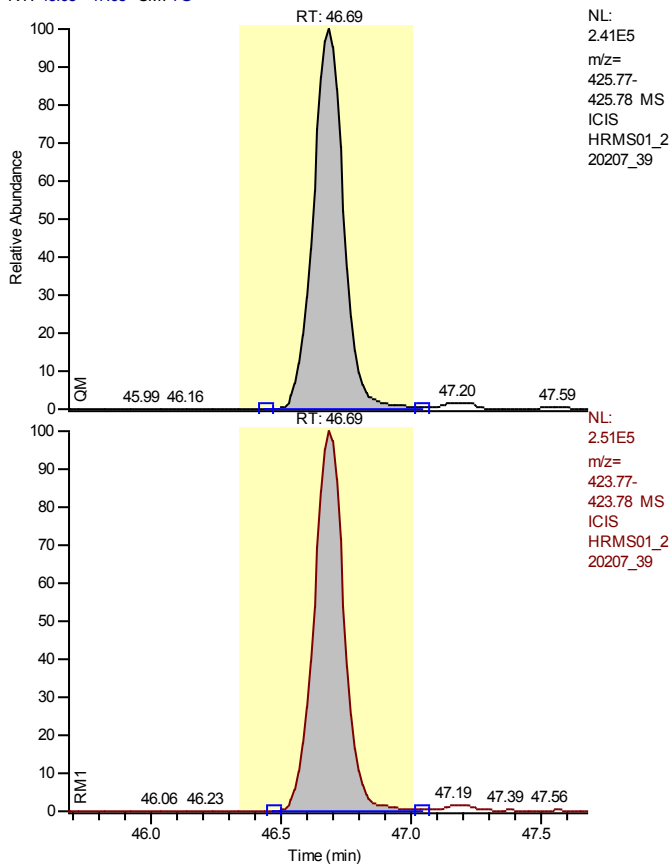 RT: 46.69
NL:
2.41E5
m/z=
425.77-
425.78 MS
ICIS
HRMS01_2
20207_39
100
90
80
70
60
50
40
30
20
10
0
Relative Abundance
QM
45.99 46.16
47.20
47.59
RT: 46.69
NL:
2.51E5
m/z=
423.77-
423.78 MS
ICIS
HRMS01_2
20207_39
100
90
80
70
60
50
40
30
20
10
0
RM1
46.06 46.23
47.19 47.39 47.56
46.0 46.5 47.0 47.5
Time (min)